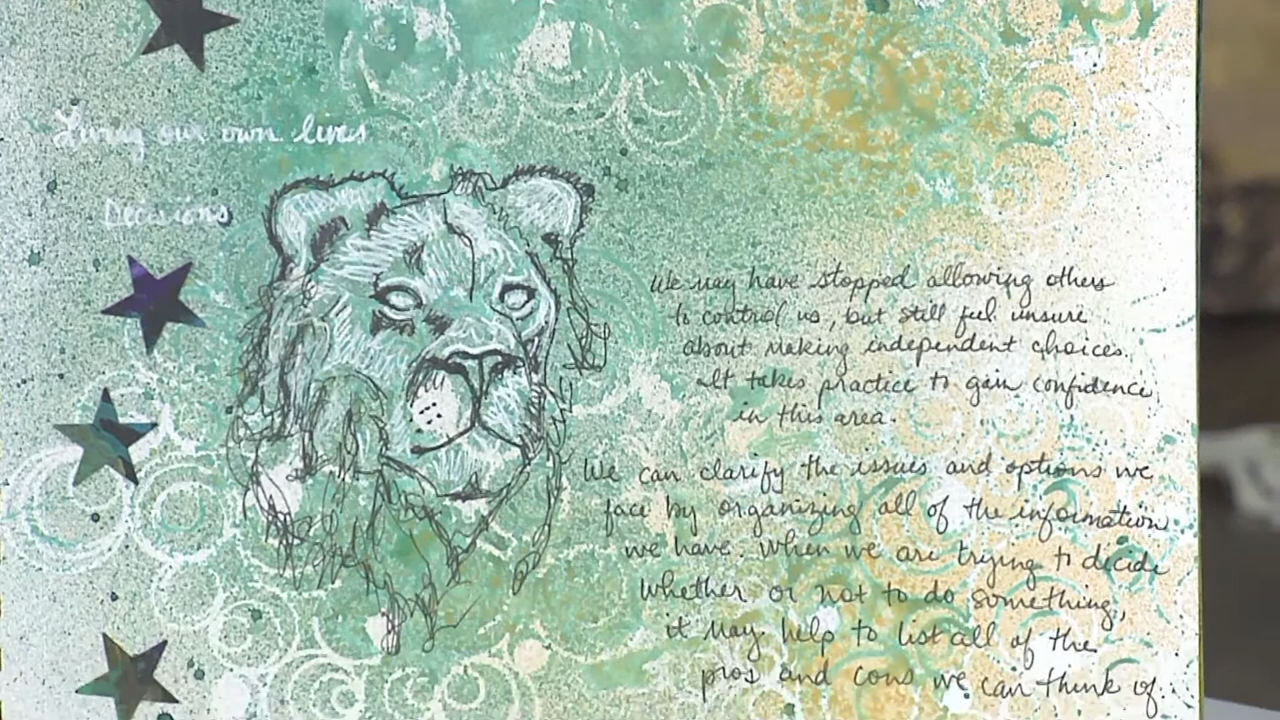 Living our own lives
Decisions
We may have stopped allowing others
to control us, but still feel unsure
about making independent choices.
It takes practice to gain confidence
in this area.
We can clarify the issues and options we
face by organizing all of the information
we have. When we are trying to decide
whether or not to do something,
it may help to list all of the
pros and cons we can think of.